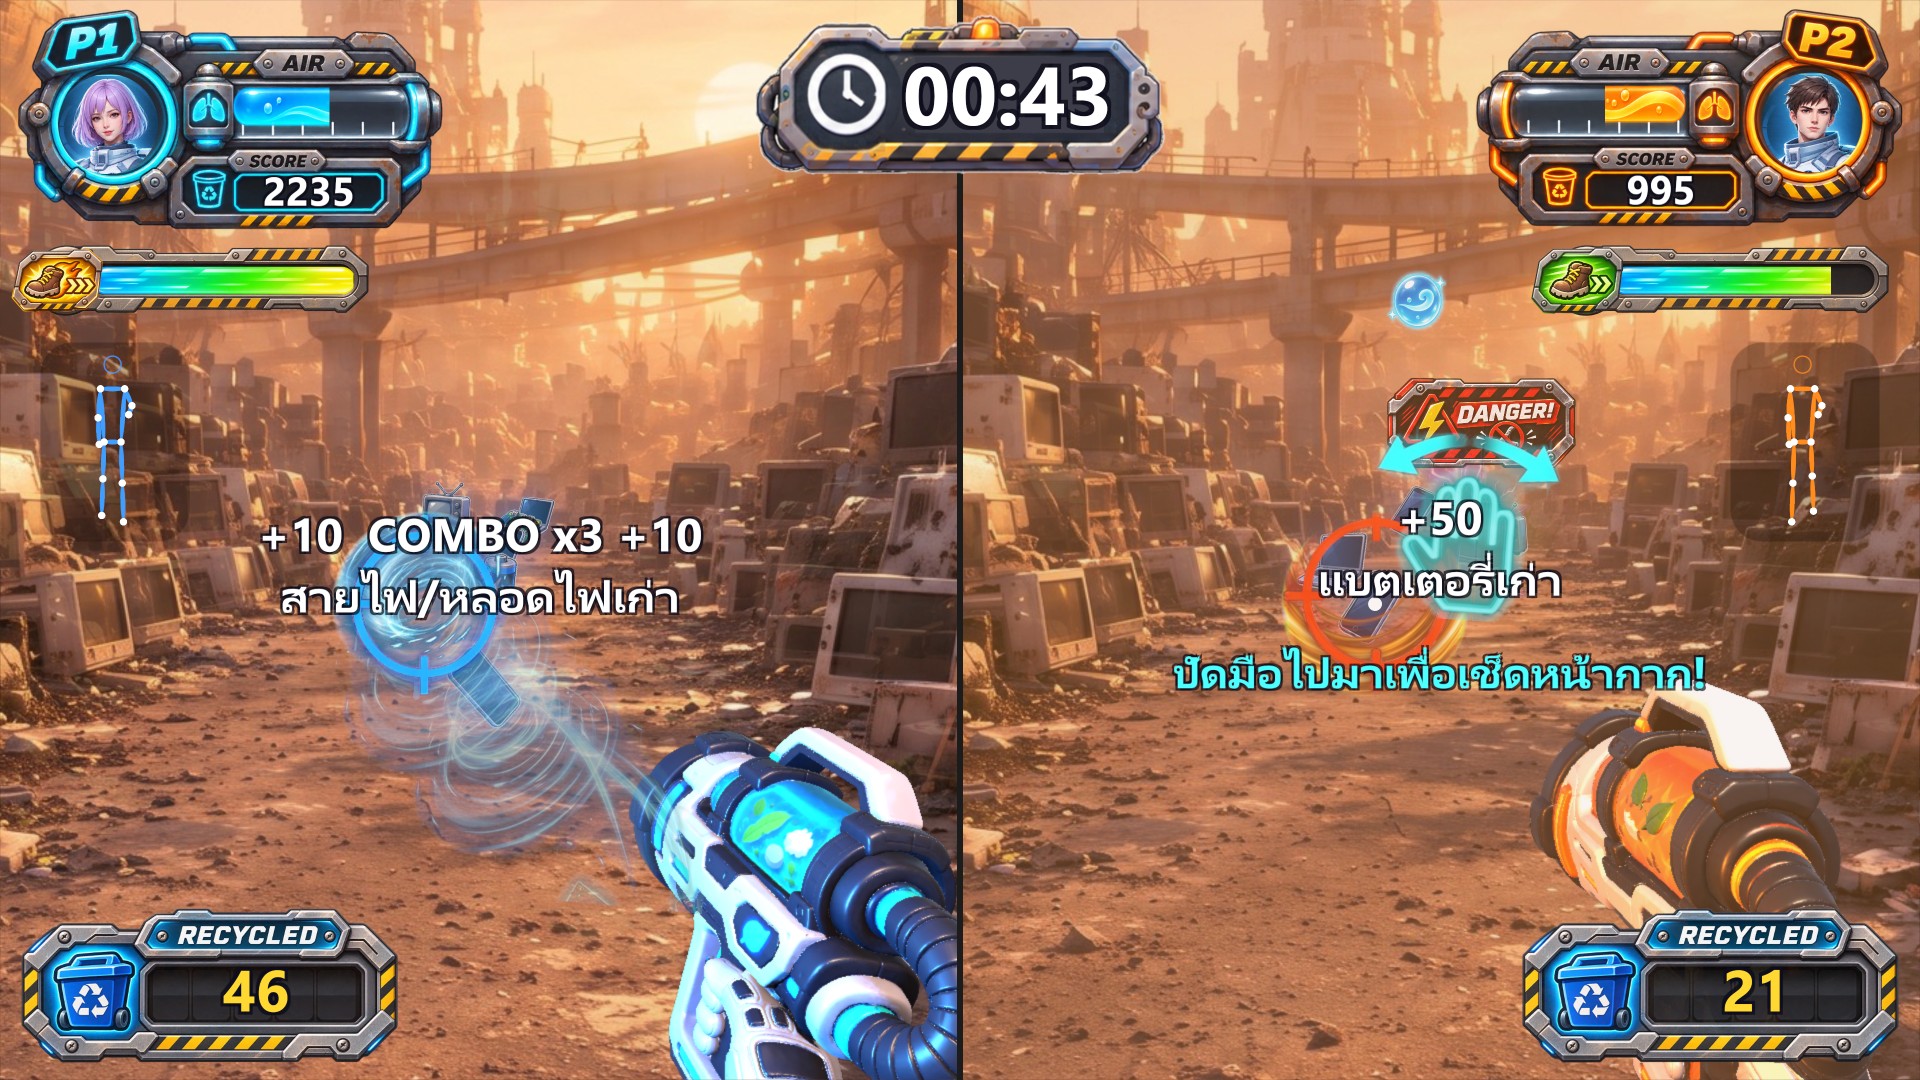 P1
AIR
SCORE
2235
00:43
P2
AIR
SCORE
995
DANGER!
+10 COMBO x3 +10
สายไฟ/หลอดไฟเก่า
+50
แบตเตอรี่เก่า
ปัดมือไปมาเพื่อเช็ดหน้ากาก!
RECYCLED
46
RECYCLED
21